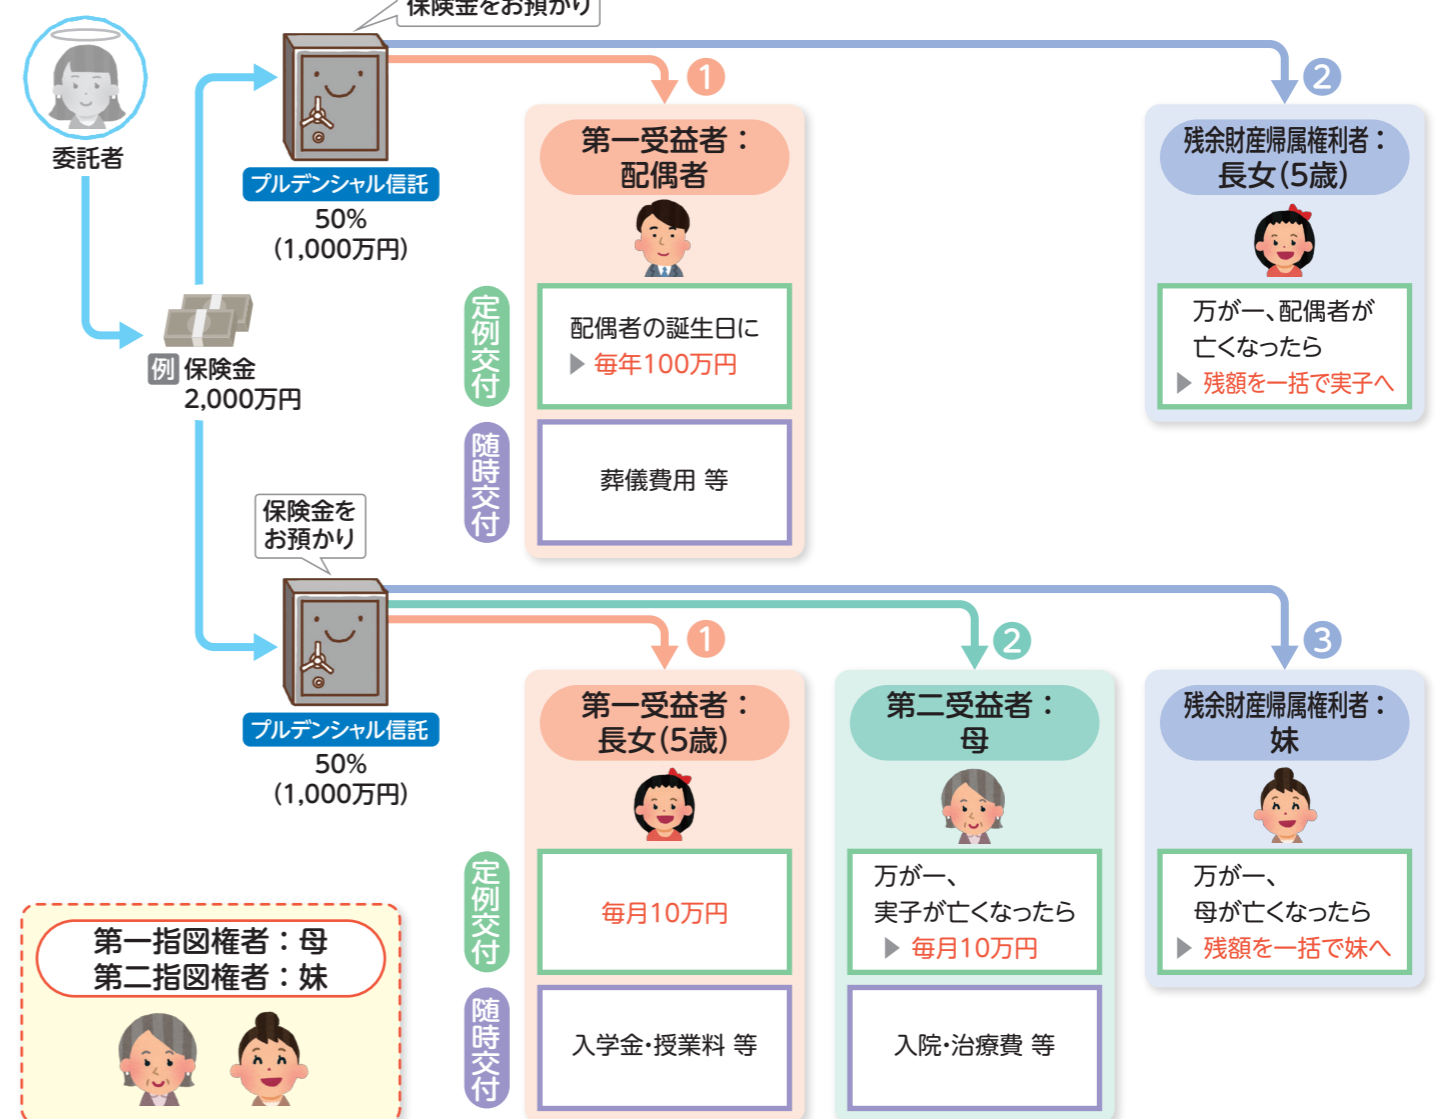 保険金をお預かり
委託者
プルデンシャル信託
50%
(1,000万円)
例 保険金
2,000万円
1
第一受益者：
配偶者
定例交付
配偶者の誕生日に
▶ 毎年100万円
随時交付
葬儀費用 等
2
残余財産帰属権利者：
長女(5歳)
万が一、配偶者が
亡くなったら
▶ 残額を一括で実子へ
保険金を
お預かり
プルデンシャル信託
50%
(1,000万円)
1
第一受益者：
長女(5歳)
定例交付
毎月10万円
随時交付
入学金・授業料 等
2
第二受益者：
母
万が一、
実子が亡くなったら
▶ 毎月10万円
入院・治療費 等
3
残余財産帰属権利者：
妹
万が一、
母が亡くなったら
▶ 残額を一括で妹へ
第一指図権者：母
第二指図権者：妹